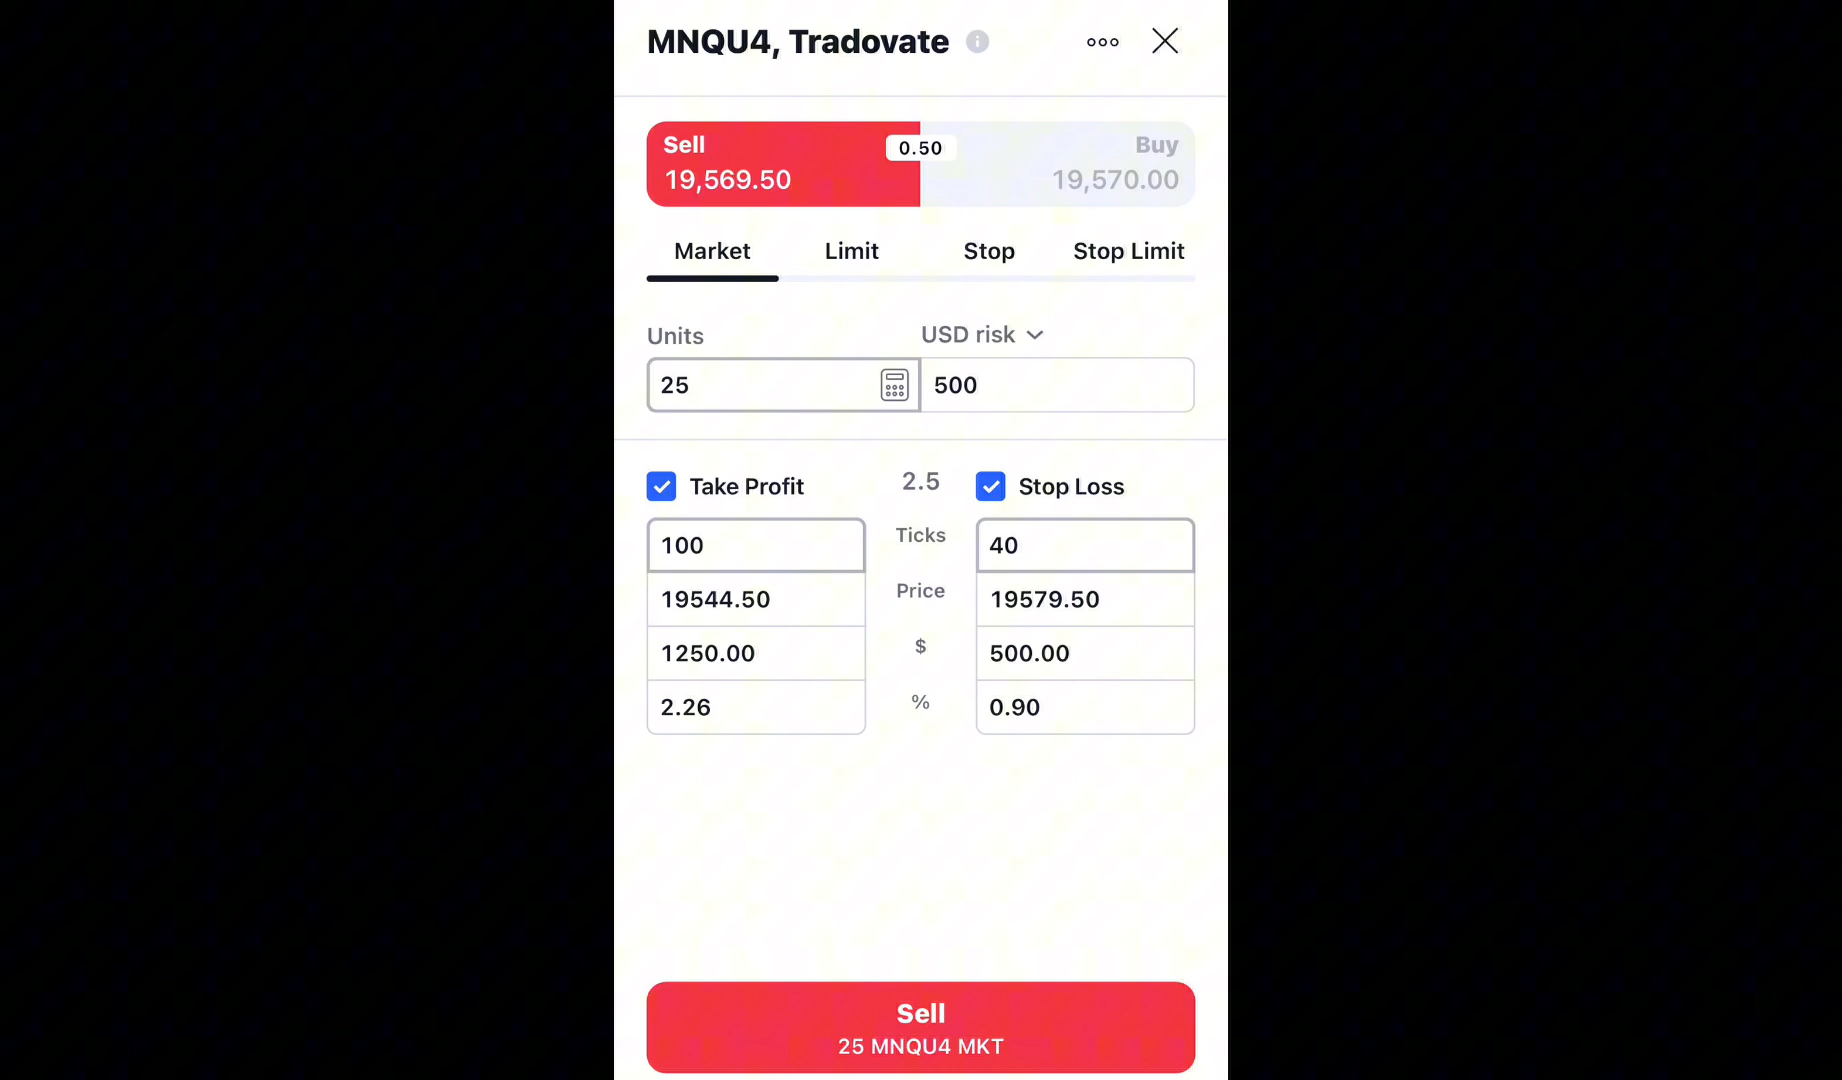 MNQU4, Tradovate
Sell
0.50
Buy
19,569.50
19,570.00
Market
Limit
Stop
Stop Limit
Units
USD risk
25
500
Take Profit
2.5
Stop Loss
100
Ticks
40
19544.50
Price
19579.50
1250.00
$
500.00
2.26
%
0.90
Sell
25 MNQU4 MKT